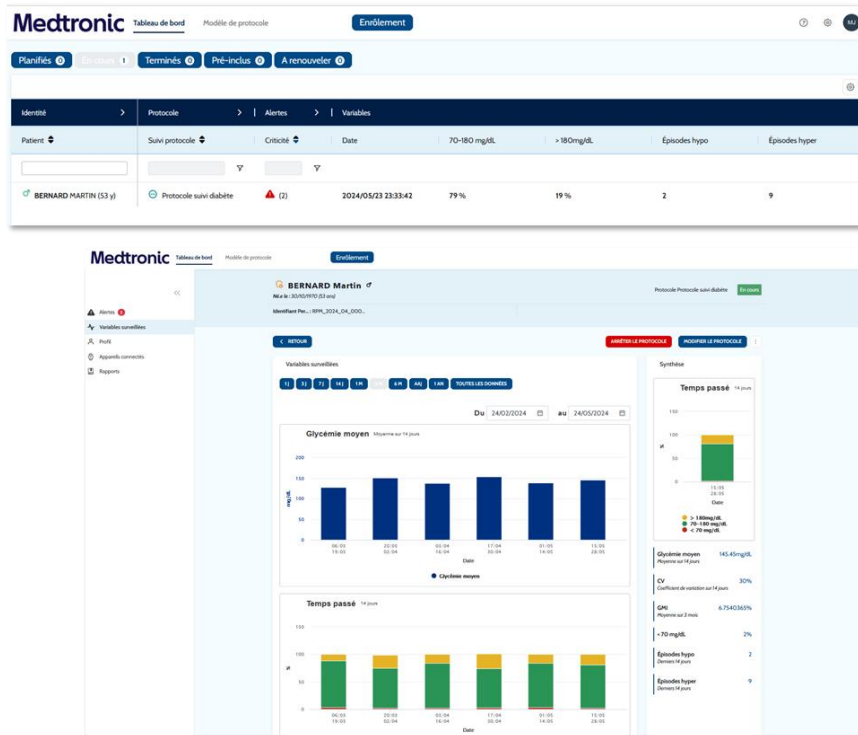 Medtronic Tableau de bord Modèle de protocole Enrôlement MJ
Planifiés 0 En cours 1 Terminés 0 Pré-inclus 0 A renouveler 0
Identité Protocole Alertes Variables
Patient Suivi protocole Criticité Date 70-180 mg/dL >180mg/dL Épisodes hypo Épisodes hyper
BERNARD MARTIN (53 y) Protocole suivi diabète (2) 2024/05/23 23:33:42 79 % 19 % 2 9
Medtronic Tableau de bord Modèle de protocole Enrôlement
BERNARD Martin
Né a le : 30/10/1970 (53 ans)
Protocole Protocole suivi diabète En cours
Identifiant Per... : RPM_2024_04_000...
Alertes 2
Variables surveillées
Profil
Appareils connectés
Rapports
RETOUR ARRÊTER LE PROTOCOLE MODIFIER LE PROTOCOLE
Variables surveillées
1 J 3 J 7 J 14 J 1 M 6 M AAJ 1 AN TOUTES LES DONNÉES
Du 24/02/2024 au 24/05/2024
Glycémie moyen Moyenne sur 14 jours
200
150
100
50
0
mg/dL
06/03 20/03 03/04 17/04 01/05 15/05
19/03 02/04 16/04 30/04 14/05 28/05
Date
Glycémie moyen
Temps passé 14 jours
150
100
50
0
%
06/03 20/03 03/04 17/04 01/05 15/05
19/03 02/04 16/04 30/04 14/05 28/05
Date
Synthèse
Temps passé 14 jours
150
100
50
0
%
15/05
28/05
Date
> 180mg/dL
70-180 mg/dL
< 70 mg/dL
Glycémie moyen 145.45mg/dL
Moyenne sur 14 jours
CV 30%
Coefficient de variation sur 14 jours
GMI 6.7540365%
Moyenne sur 3 mois
<70 mg/dL 2%
Épisodes hypo 2
Derniers 14 jours
Épisodes hyper 9
Derniers 14 jours